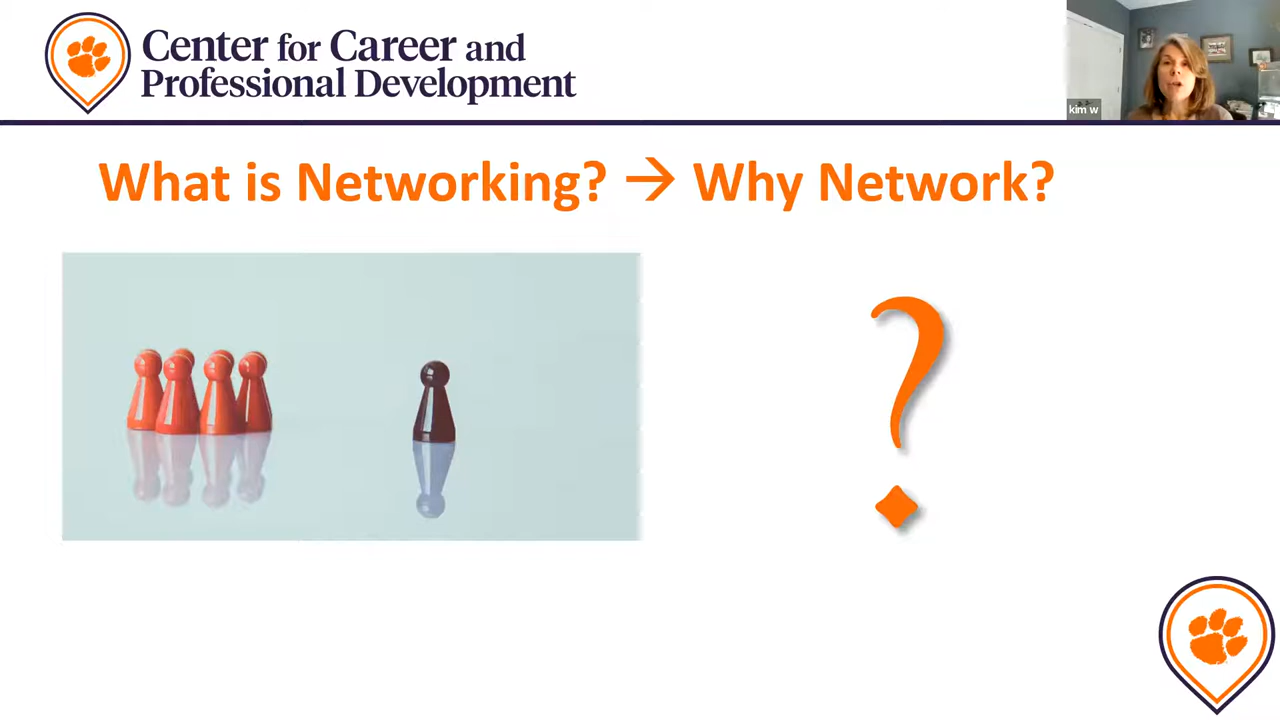 Center for Career and
Professional Development
kim w
What is Networking? → Why Network?
?